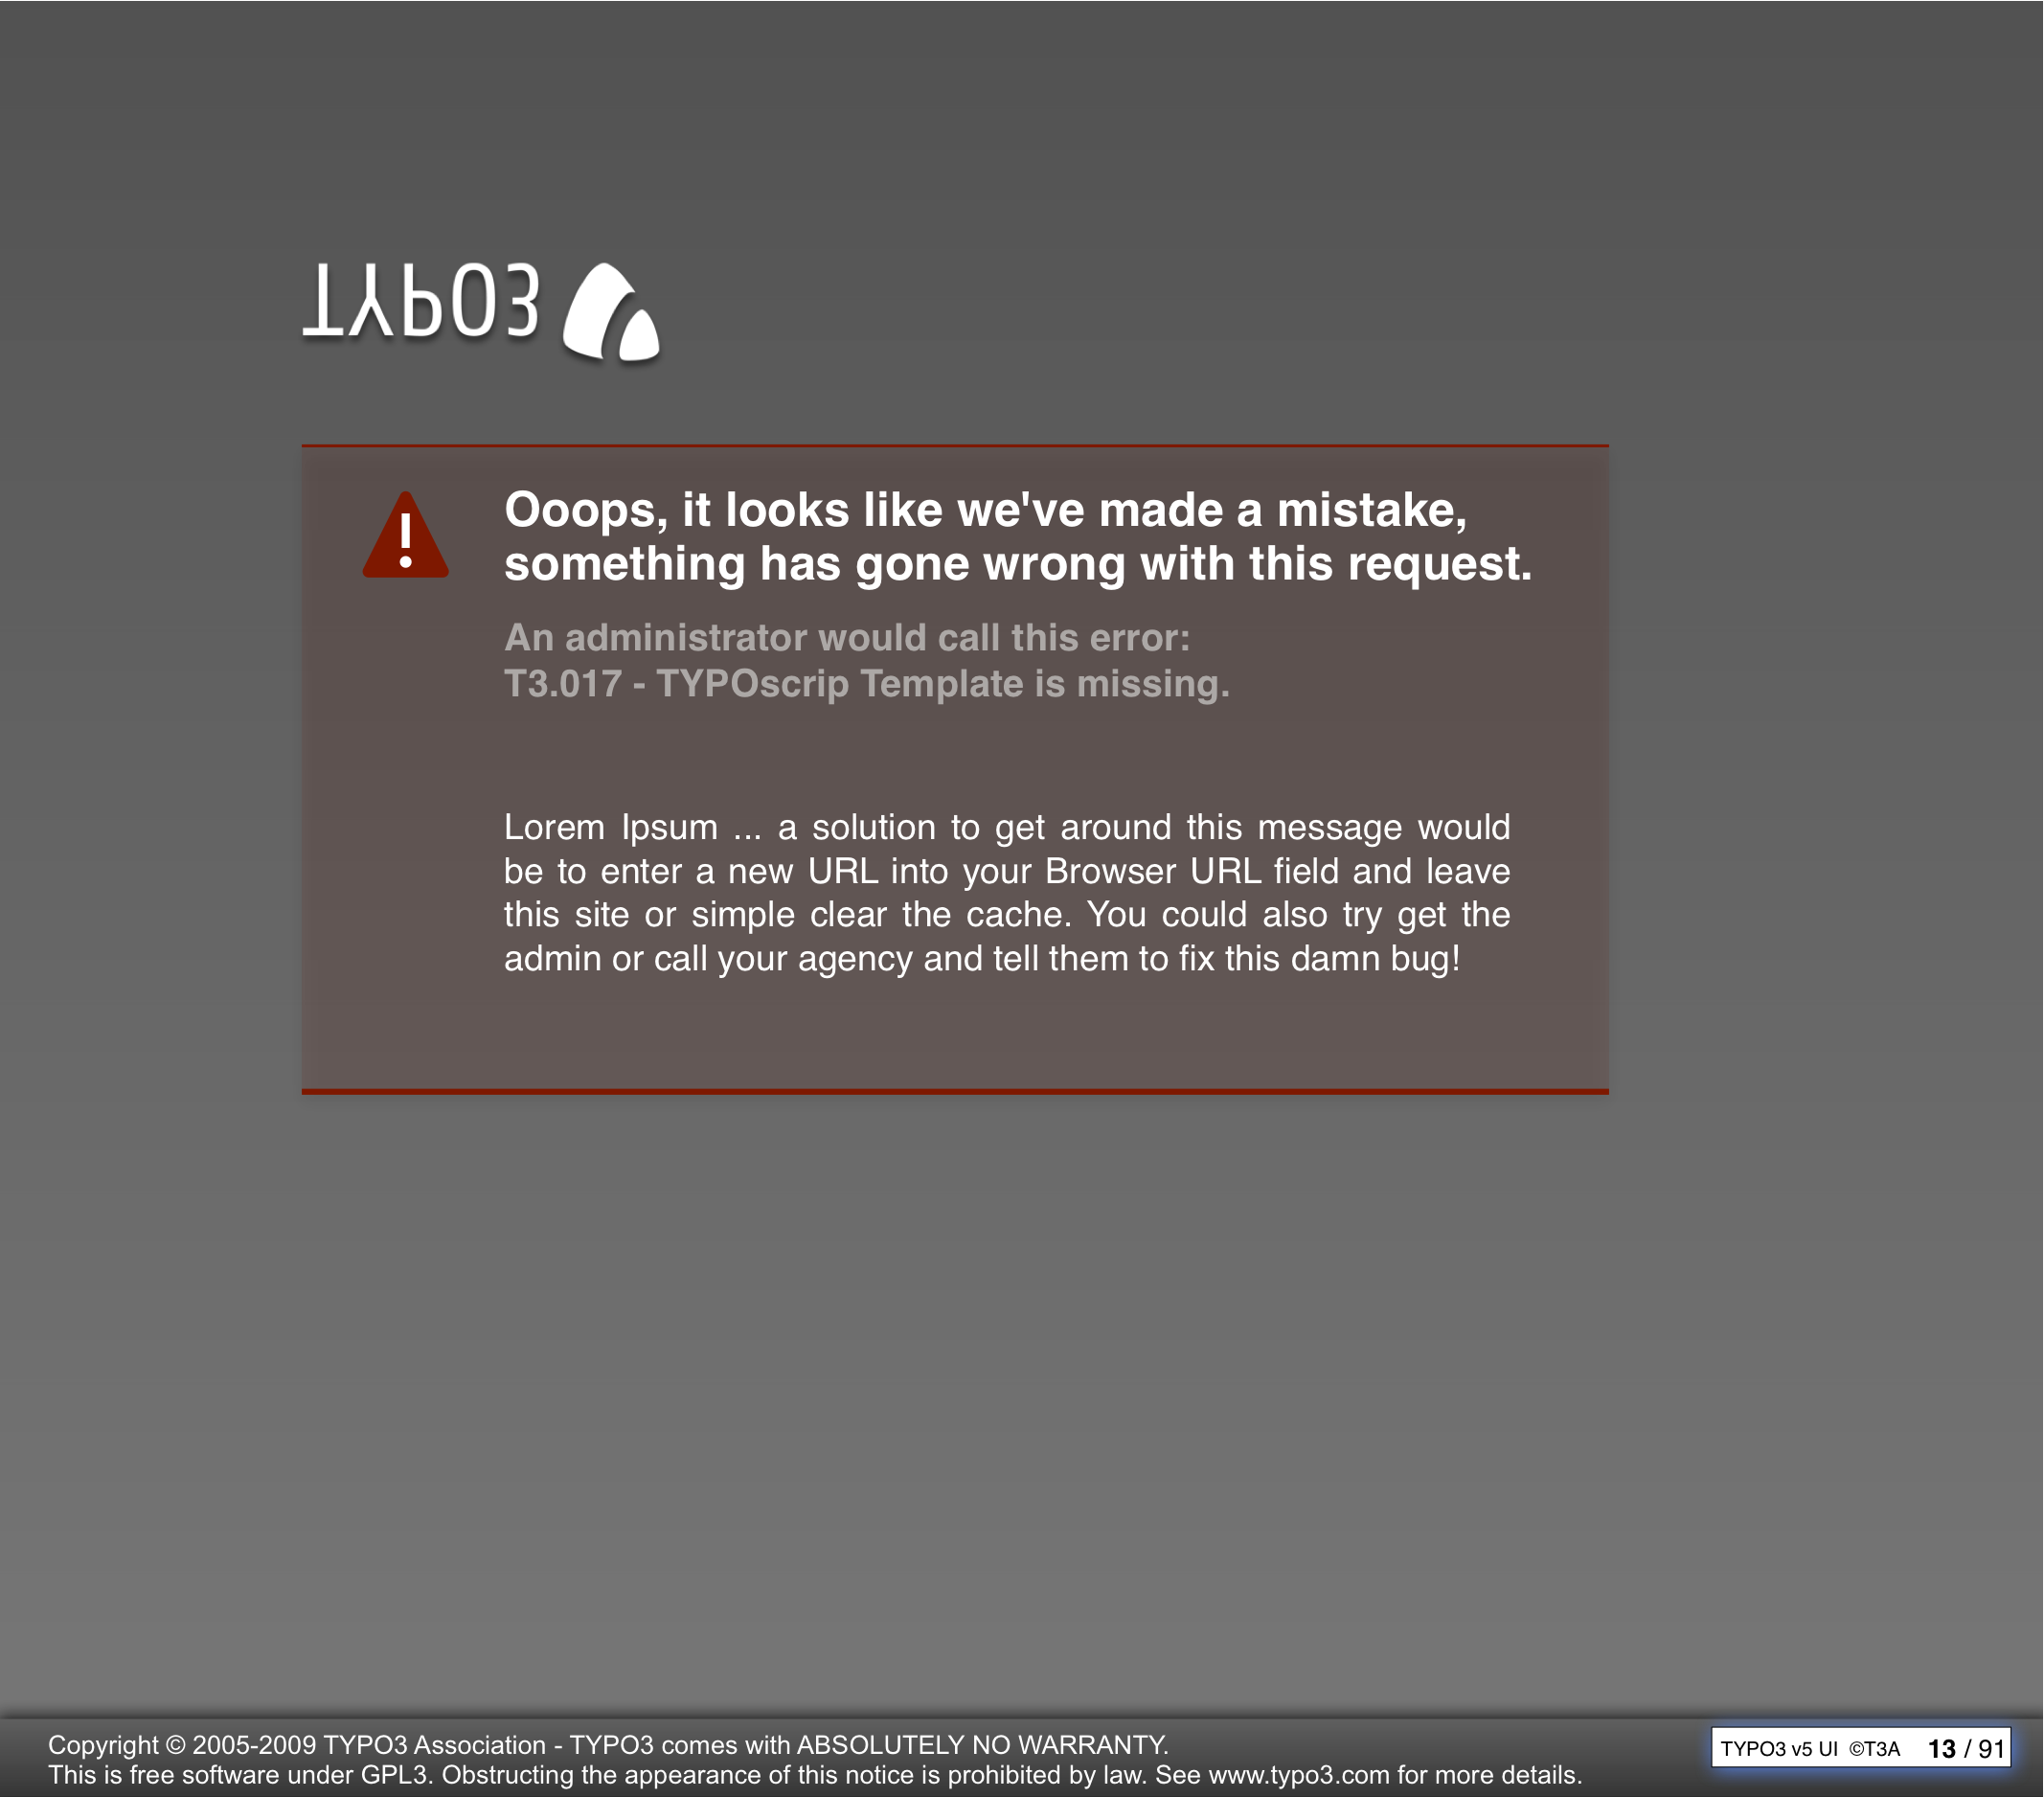 TYPO3
Ooops, it looks like we've made a mistake,
something has gone wrong with this request.
An administrator would call this error:
T3.017 - TYPOscrip Template is missing.
Lorem Ipsum ... a solution to get around this message would
be to enter a new URL into your Browser URL field and leave
this site or simple clear the cache. You could also try get the
admin or call your agency and tell them to fix this damn bug!
Copyright © 2005-2009 TYPO3 Association - TYPO3 comes with ABSOLUTELY NO WARRANTY.
This is free software under GPL3. Obstructing the appearance of this notice is prohibited by law. See www.typo3.com for more details.
TYPO3 v5 UI ©T3A 13 / 91